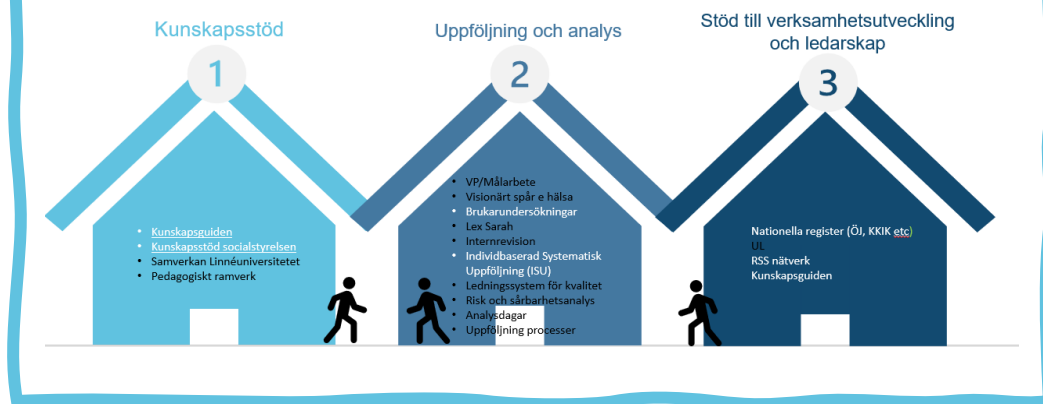 Kunskapsstöd
1
• Kunskapsguiden
• Kunskapsstöd socialstyrelsen
• Samverkan Linnéuniversitetet
• Pedagogiskt ramverk
Uppföljning och analys
2
• VP/Målarbete
• Visionärt spår e hälsa
• Brukarundersökningar
• Lex Sarah
• Internrevision
• Individbaserad Systematisk
Uppföljning (ISU)
• Ledningssystem för kvalitet
• Risk och sårbarhetsanalys
• Analysdagar
• Uppföljning processer
Stöd till verksamhetsutveckling
och ledarskap
3
Nationella register (ÖJ, KKIK etc)
UL
RSS nätverk
Kunskapsguiden